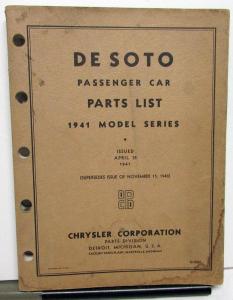 DE SOTO
PASSENGER CAR
PARTS LIST
1941 MODEL SERIES
ISSUED
APRIL 15
1941
(SUPERSEDES ISSUE OF NOVEMBER 15, 1940)
CHRYSLER CORPORATION
PARTS DIVISION
DETROIT, MICHIGAN, U. S. A.